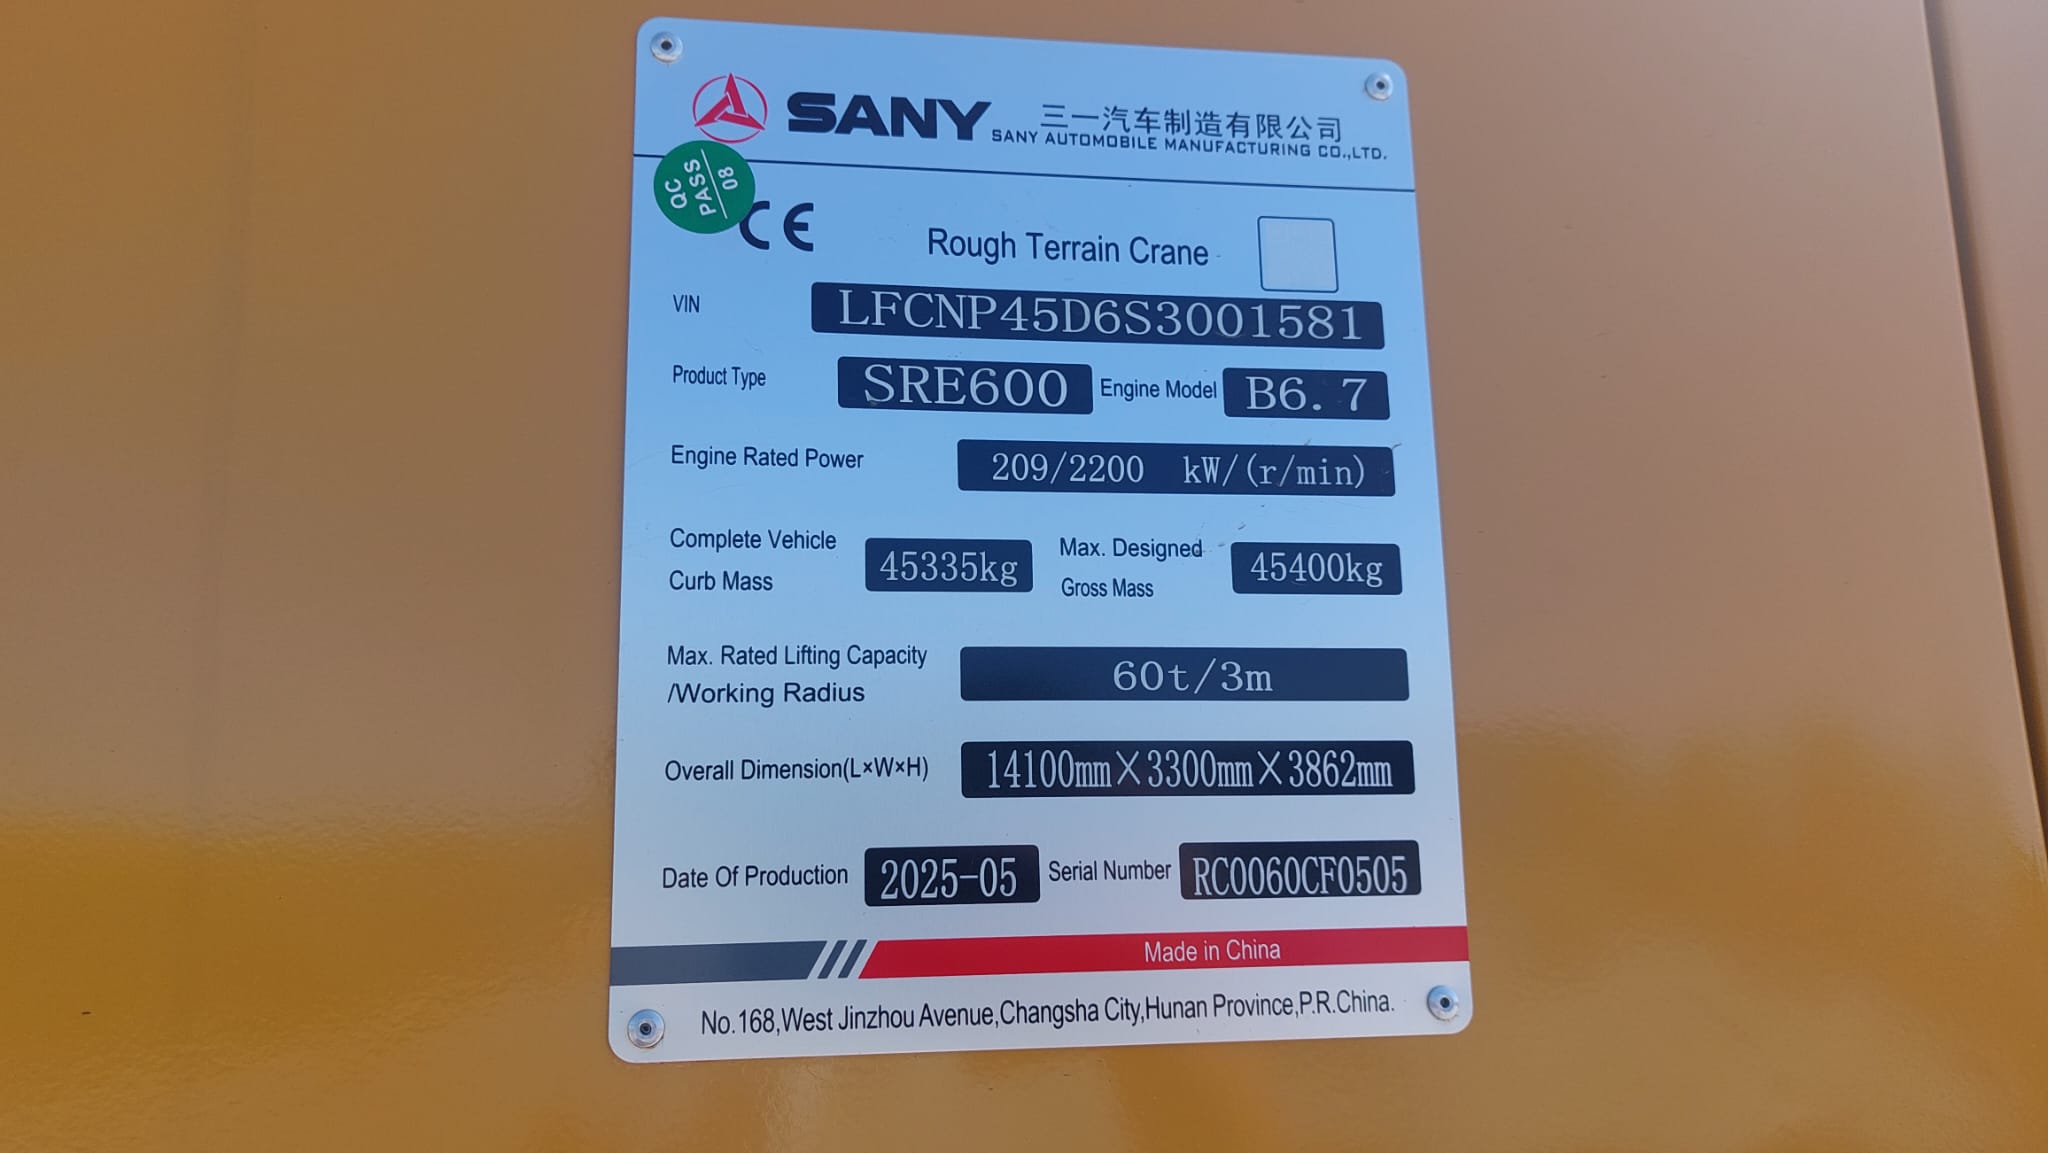 SANY 三一汽车制造有限公司
SANY AUTOMOBILE MANUFACTURING CO.,LTD.
QC
PASS
08
CE
Rough Terrain Crane
VIN LFCNP45D6S3001581
Product Type SRE600 Engine Model B6.7
Engine Rated Power 209/2200 kW/(r/min)
Complete Vehicle
Curb Mass 45335kg
Max. Designed
Gross Mass 45400kg
Max. Rated Lifting Capacity
/Working Radius 60t/3m
Overall Dimension(L×W×H) 14100mm×3300mm×3862mm
Date Of Production 2025-05 Serial Number RC0060CF0505
Made in China
No.168,West Jinzhou Avenue,Changsha City,Hunan Province,P.R.China.